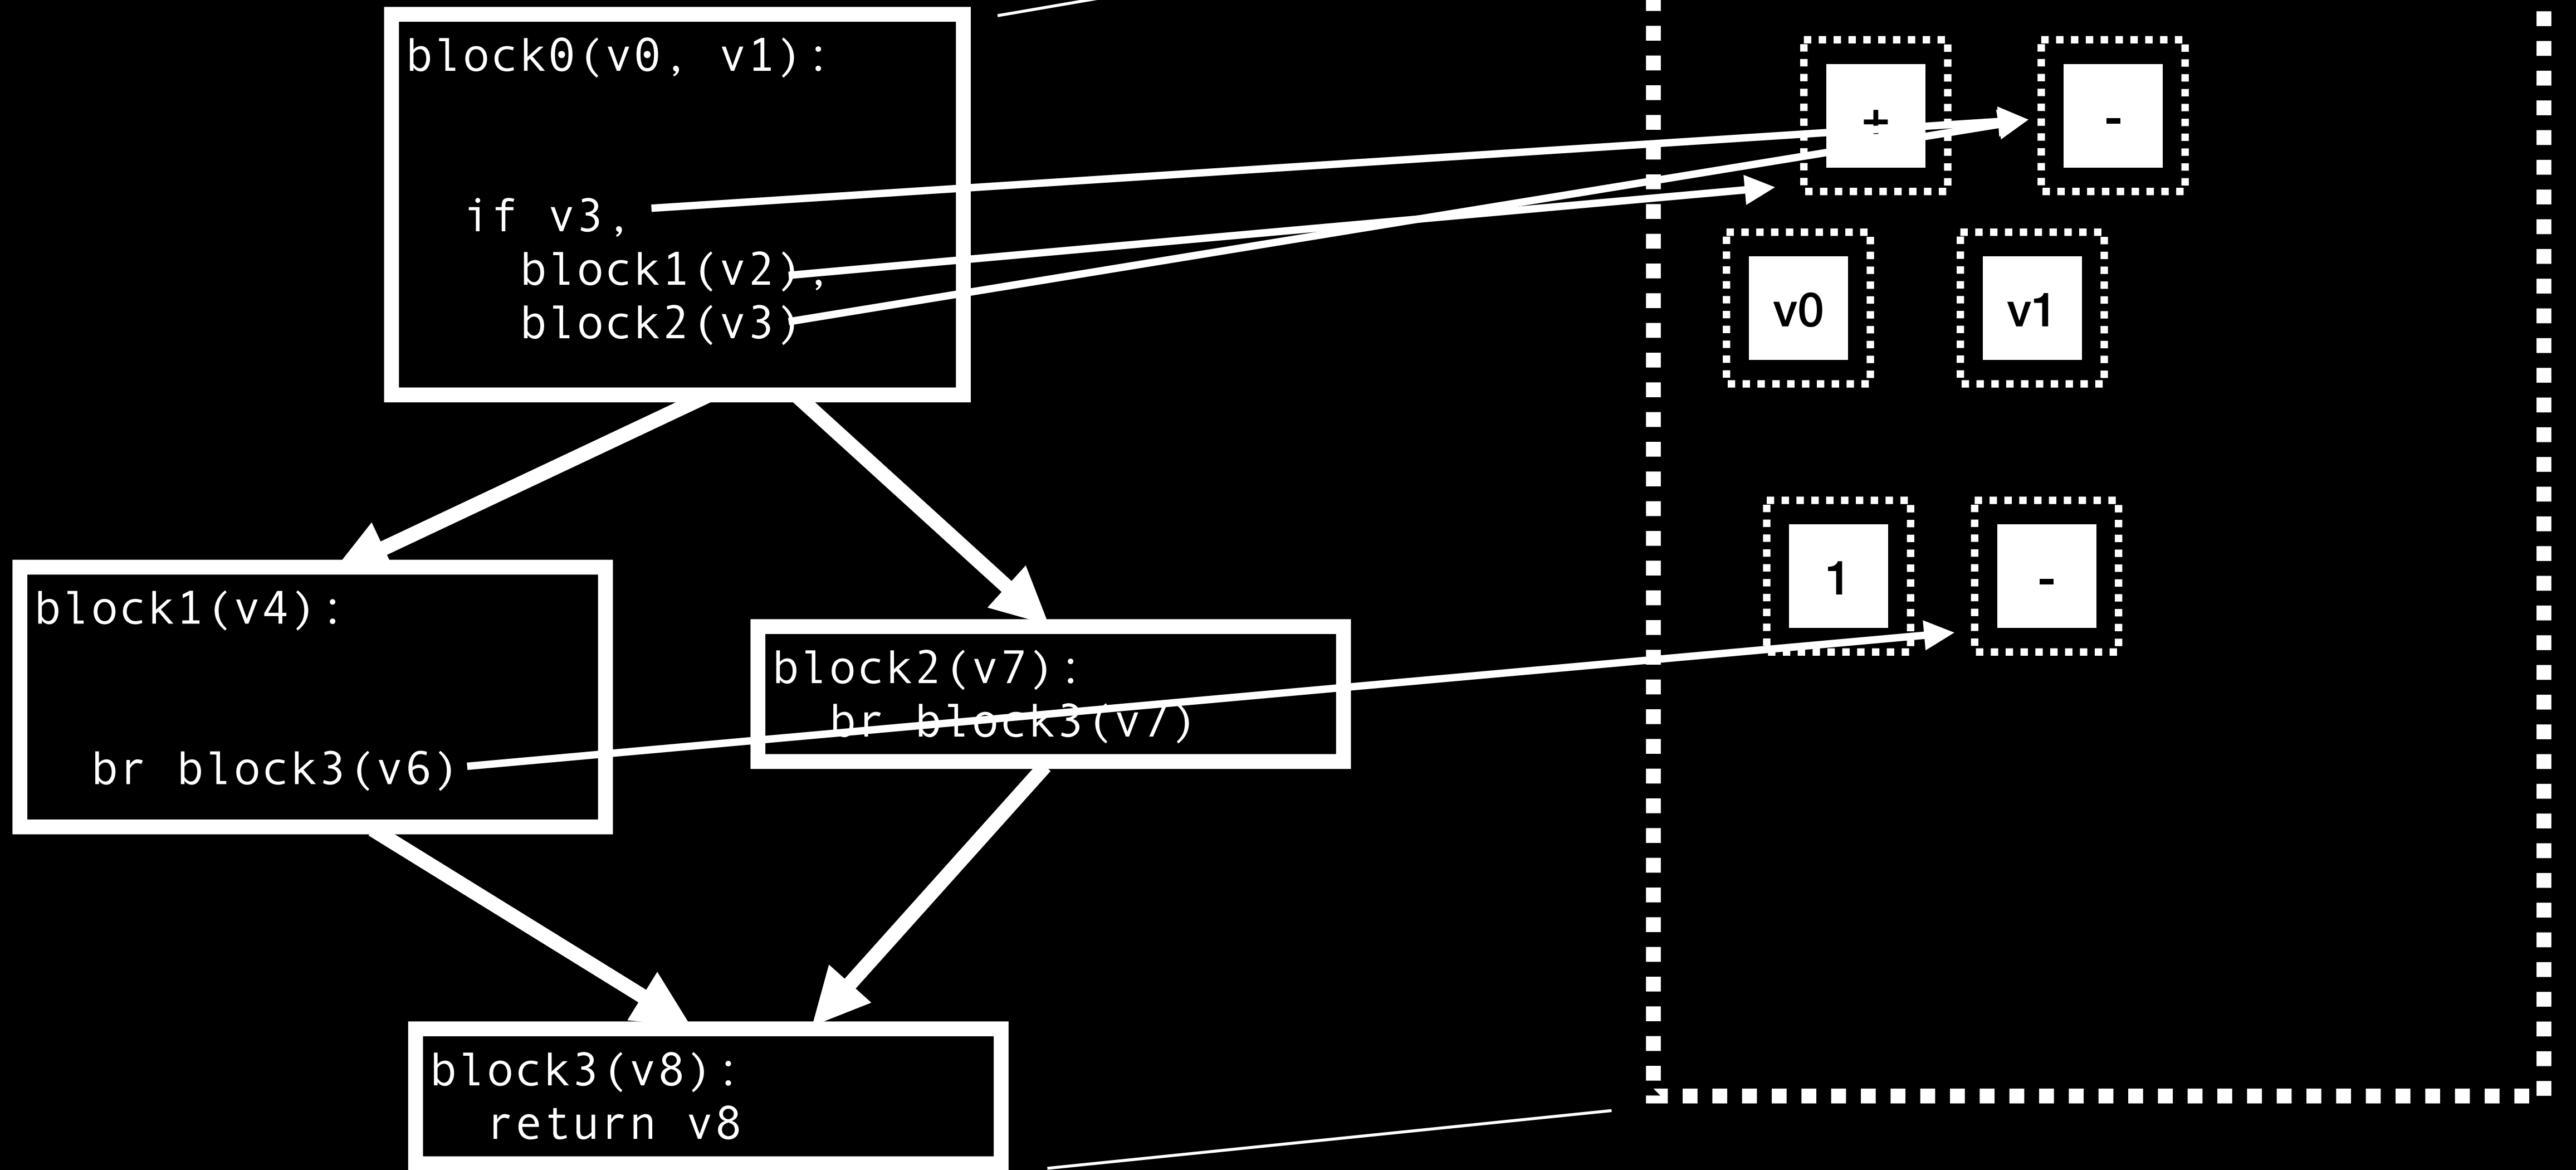 block0(v0, v1):
if v3,
block1(v2),
block2(v3)
+
-
v0
v1
1
-
block1(v4):
br block3(v6)
block2(v7):
br block3(v7)
block3(v8):
return v8